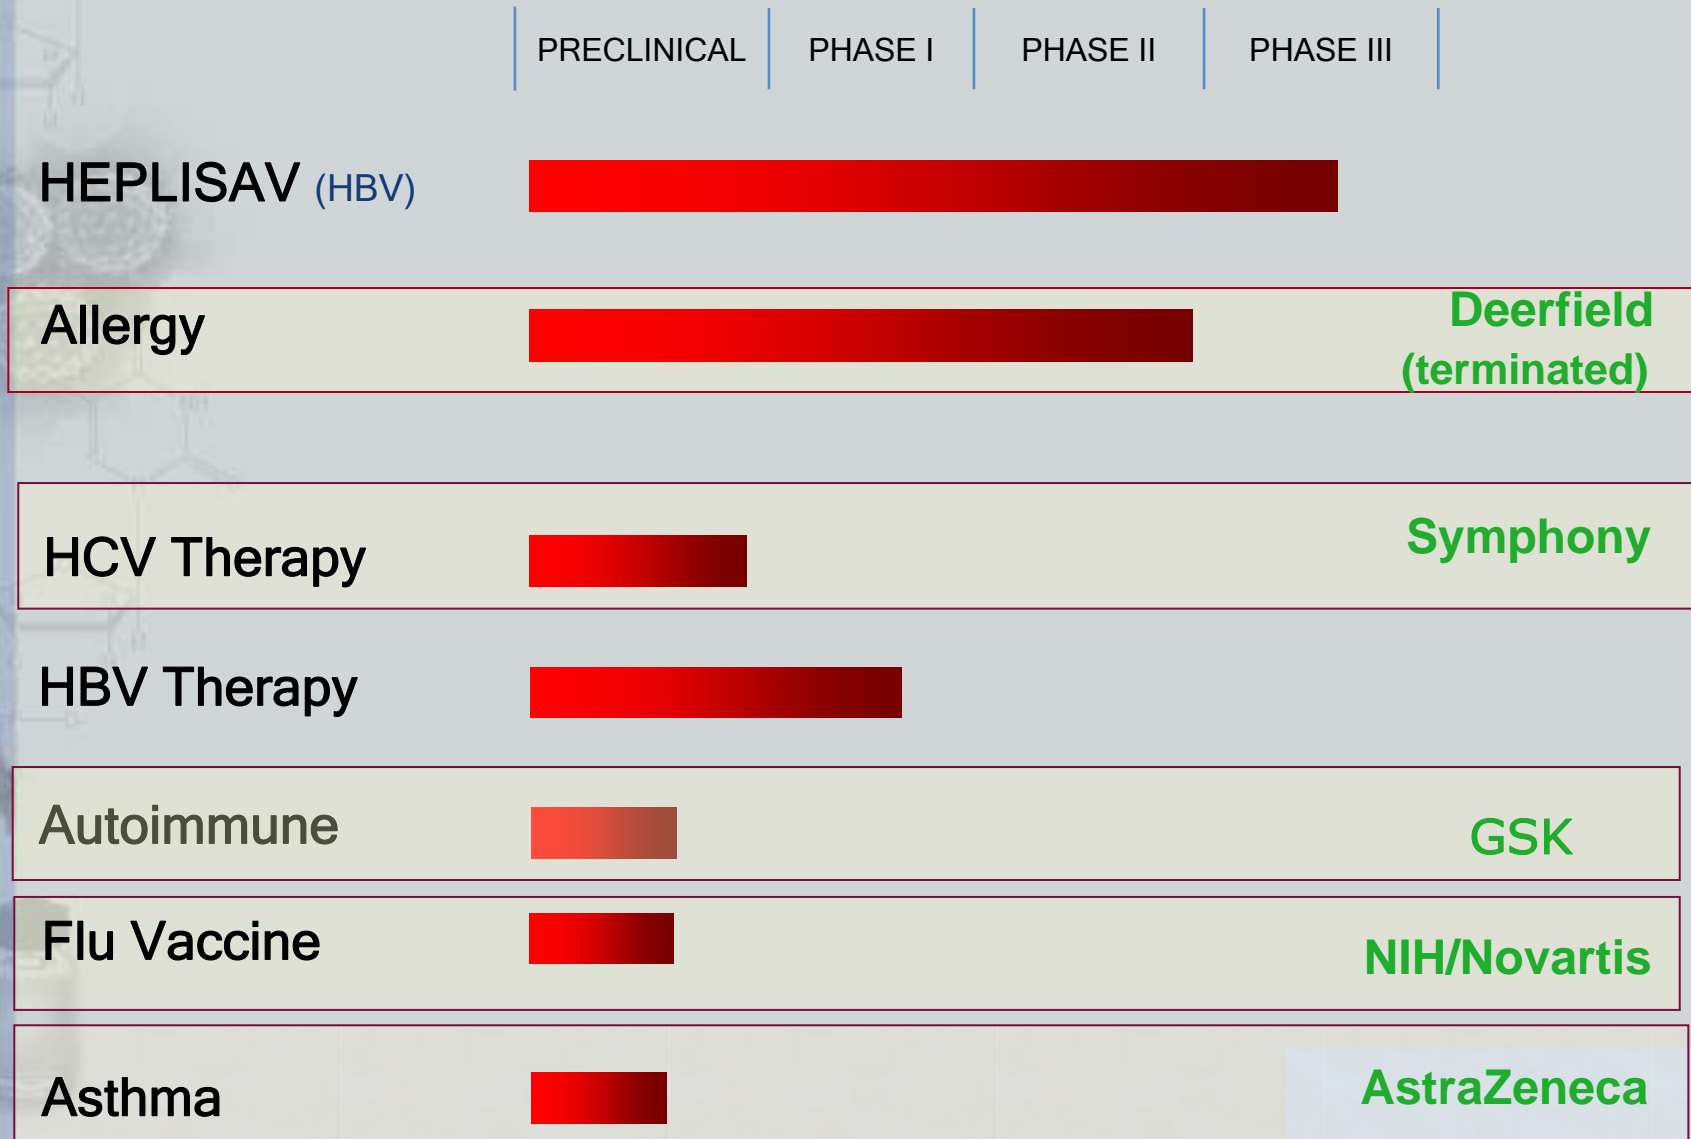 PRECLINICAL PHASE I PHASE II PHASE III
HEPLISAV (HBV)
Allergy Deerfield
(terminated)
HCV Therapy Symphony
HBV Therapy
Autoimmune GSK
Flu Vaccine NIH/Novartis
Asthma AstraZeneca